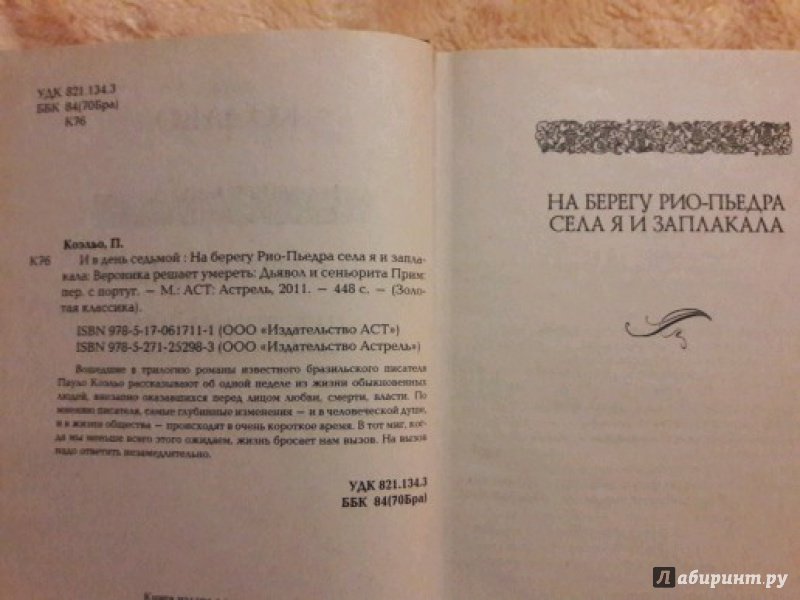 УДК 821.134.3
ББК 84(70Бра)
К76
Коэльо, П.
К76 И в день седьмой : На берегу Рио-Пьедра села я и запла-
кала: Вероника решает умереть: Дьявол и сеньорита Прим:
пер. с португ. – М.: АСТ: Астрель, 2011. – 448 с. – (Золо-
тая классика).
ISBN 978-5-17-061711-1 (ООО «Издательство АСТ»)
ISBN 978-5-271-25298-3 (ООО «Издательство Астрель»)
Вошедшие в трилогию романы известного бразильского писателя
Пауло Коэльо рассказывают об одной неделе из жизни обыкновенных
людей, внезапно оказавшихся перед лицом любви, смерти, власти. По
мнению писателя, самые глубинные изменения – и в человеческой душе,
и в жизни общества – происходят в очень короткое время. В тот миг, ког-
да мы меньше всего этого ожидаем, жизнь бросает нам вызов. На вызов
надо ответить незамедлительно.
УДК 821.134.3
ББК 84(70Бра)
НА БЕРЕГУ РИО-ПЬЕДРА
СЕЛА Я И ЗАПЛАКАЛА
Лабиринт.ру